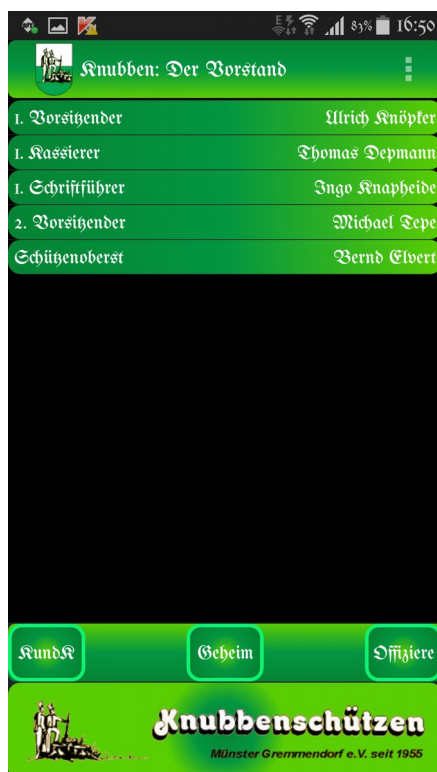 83% 16:50
Knubben: Der Vorstand
1. Vorsitzender Ulrich Knöpker
1. Kassierer Thomas Depmann
1. Schriftführer Ingo Knapheide
2. Vorsitzender Michael Tepe
Schützenoberst Bernd Elvert
KundK Geheim Offiziere
Knubbenschützen
Münster Gremmendorf e.V. seit 1955